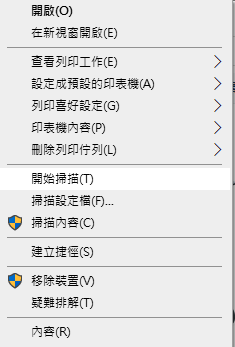 開啟(O)
在新視窗開啟(E)
查看列印工作(E)
設定成預設的印表機(A)
列印喜好設定(G)
印表機內容(P)
刪除列印佇列(L)
開始掃描(T)
掃描設定檔(F)...
掃描內容(C)
建立捷徑(S)
移除裝置(V)
疑難排解(T)
內容(R)